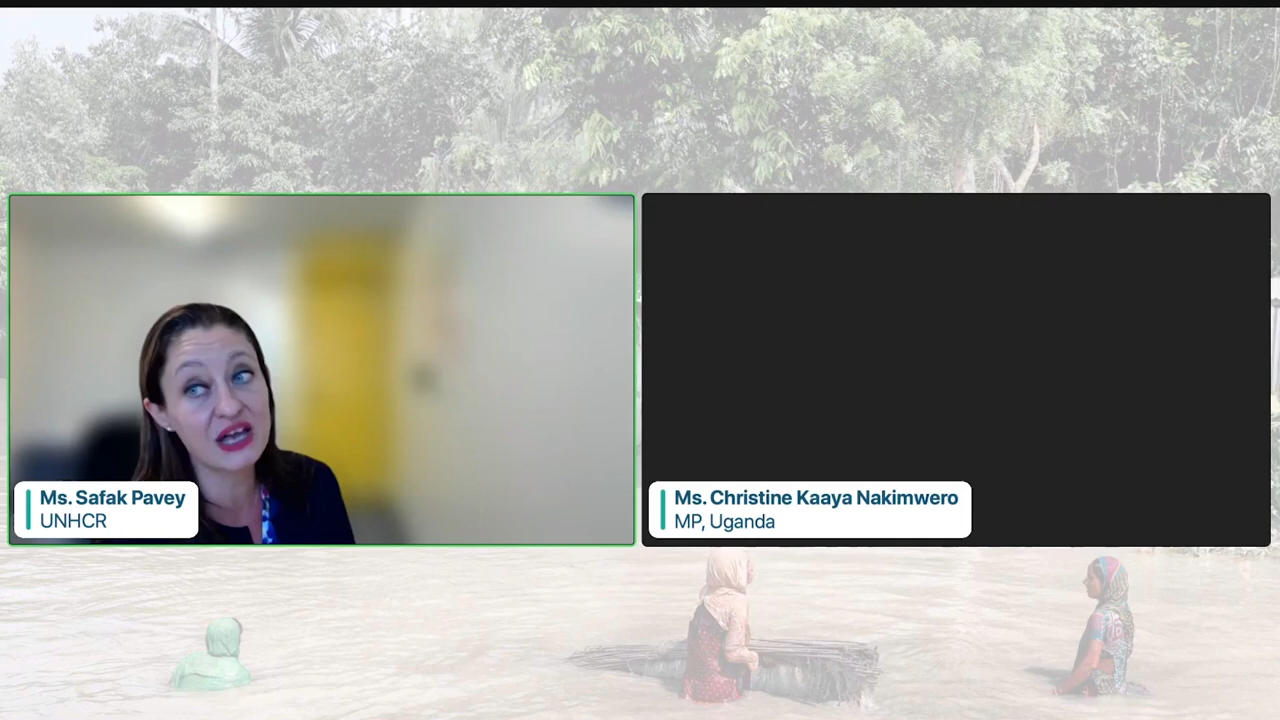 Ms. Safak Pavey
UNHCR
Ms. Christine Kaaya Nakimwero
MP, Uganda